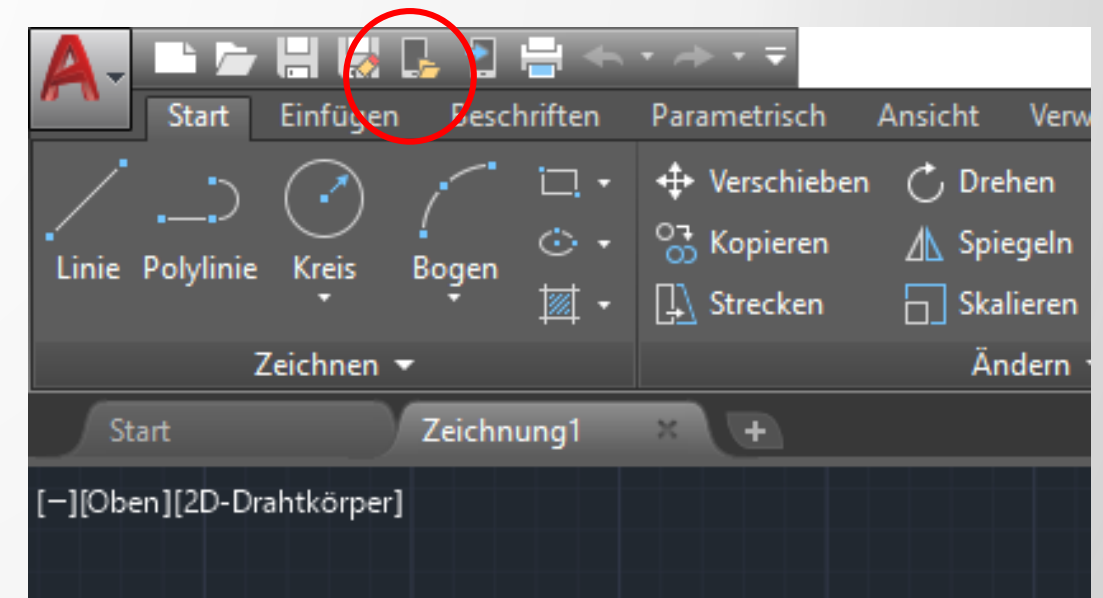 Start Einfügen Beschriften Parametrisch Ansicht
Verschieben Drehen
Kopieren Spiegeln
Linie Polylinie Kreis Bogen
Strecken Skalieren
Zeichnen Ändern
Start Zeichnung1
[−][Oben][2D-Drahtkörper]